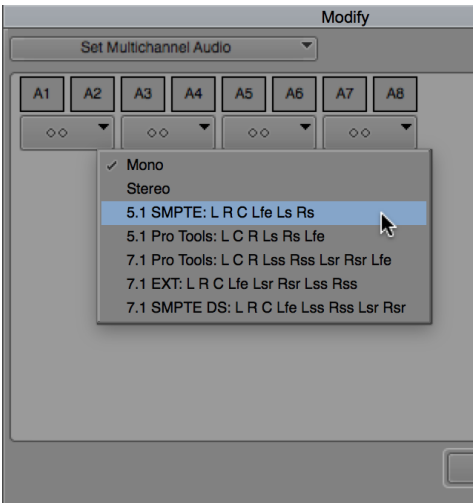 Modify
Set Multichannel Audio
A1 A2 A3 A4 A5 A6 A7 A8
✓ Mono
Stereo
5.1 SMPTE: L R C Lfe Ls Rs
5.1 Pro Tools: L C R Ls Rs Lfe
7.1 Pro Tools: L C R Lss Rss Lsr Rsr Lfe
7.1 EXT: L R C Lfe Lsr Rsr Lss Rss
7.1 SMPTE DS: L R C Lfe Lss Rss Lsr Rsr